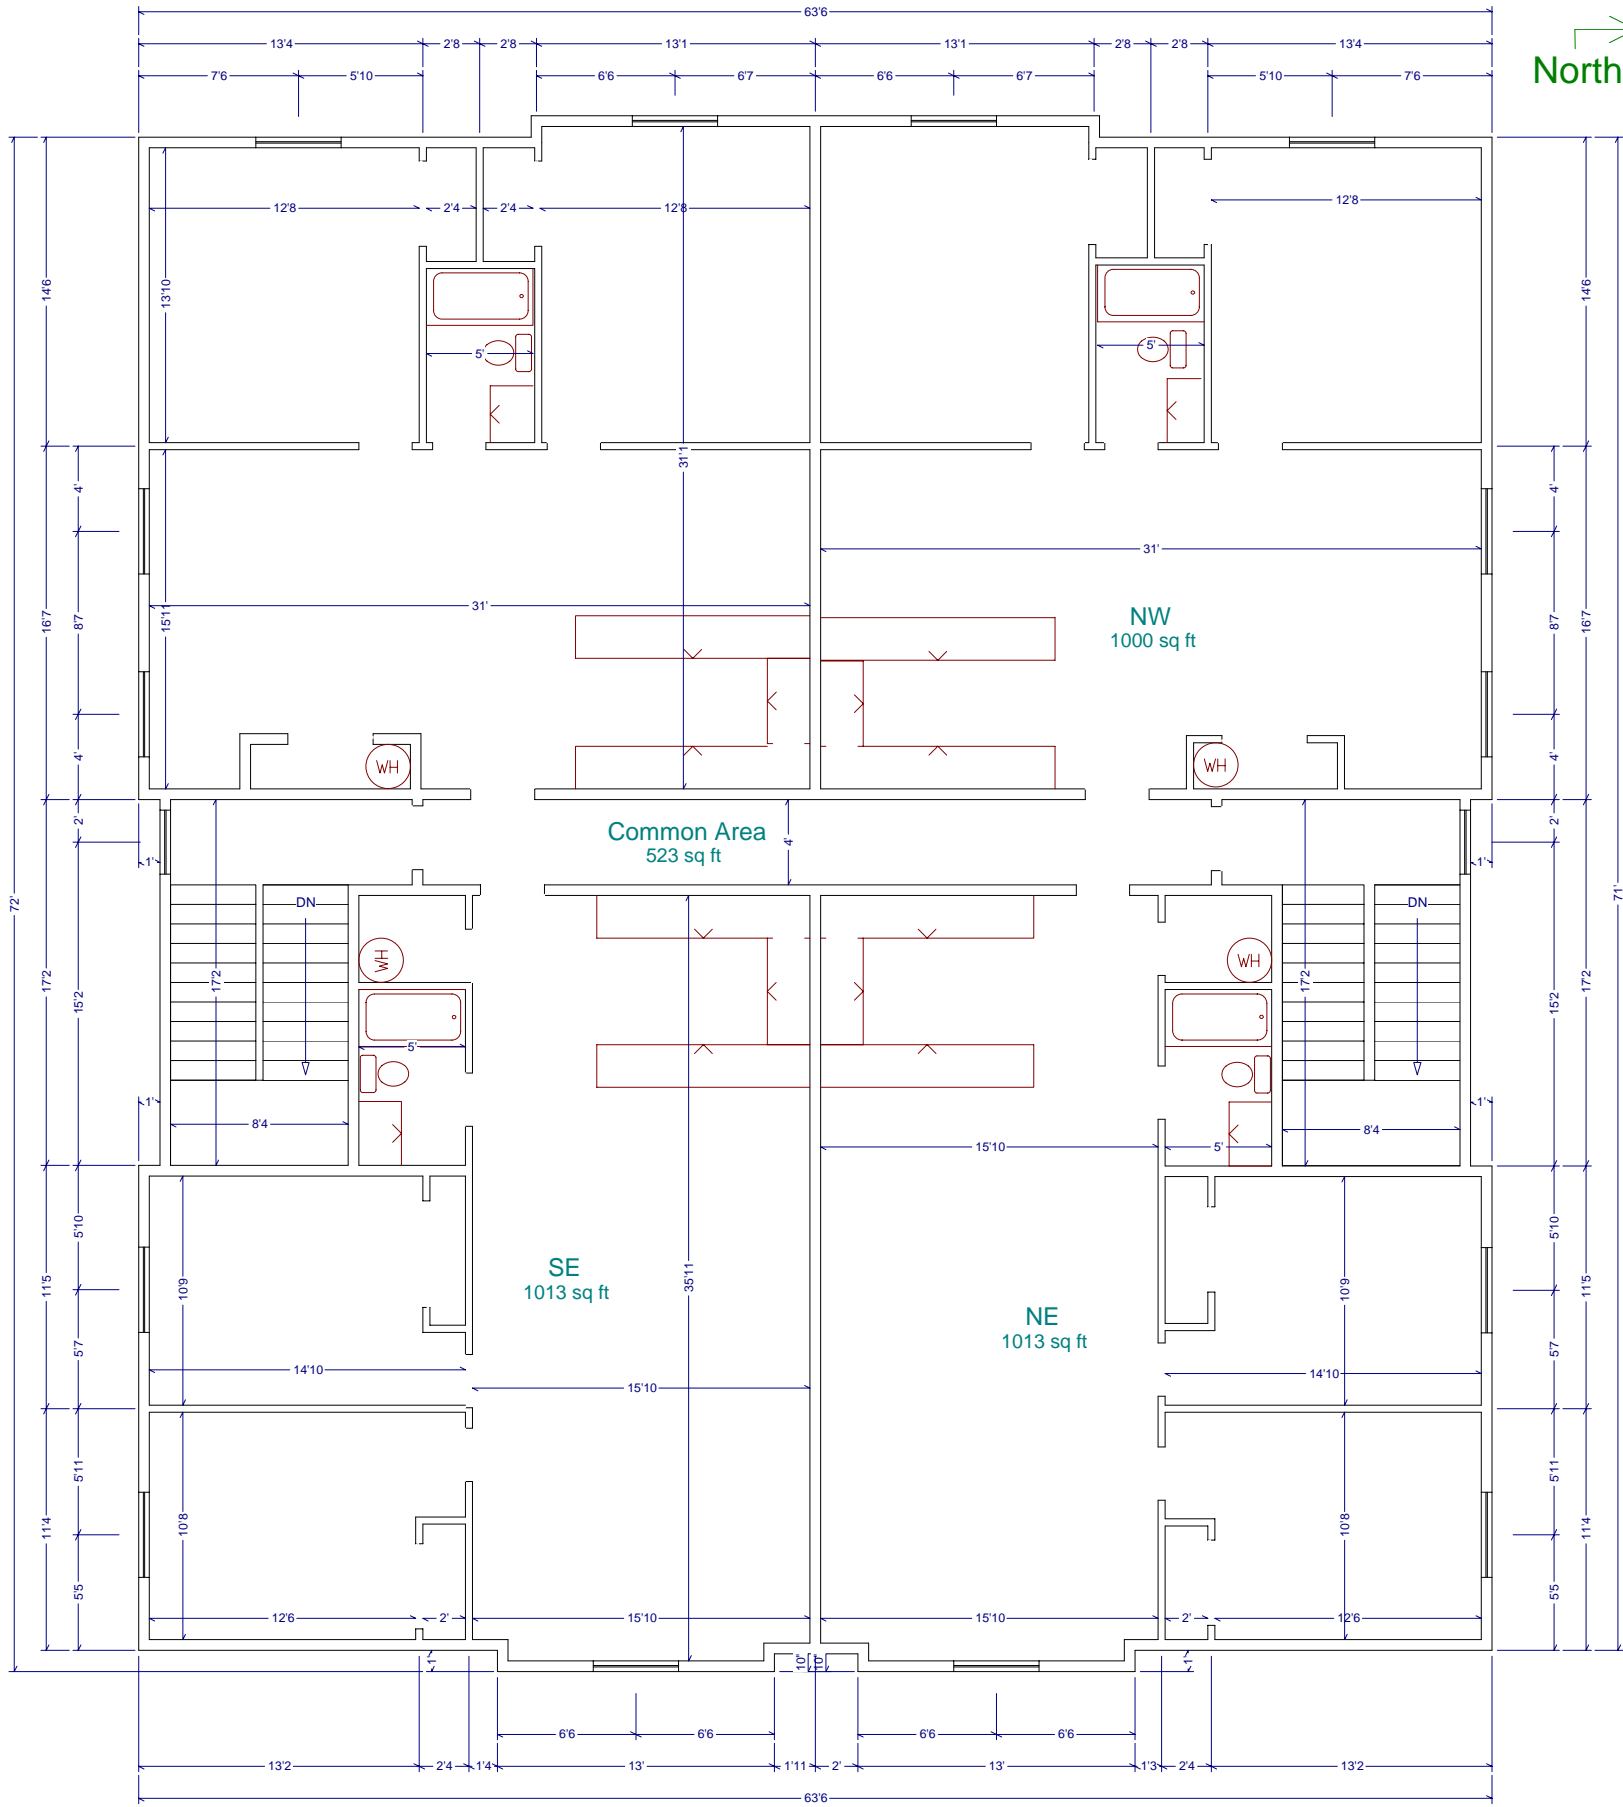 63'6
13'4 2'8 2'8 13'1 13'1 2'8 2'8 13'4
North
7'6 5'10 6'6 6'7 6'6 6'7 5'10 7'6
12'8 2'4 2'4 12'8 12'8
14'6 13'10 14'6
5' 5'
31'1
4' 4'
31'
31'
16'7 8'7 15'11 8'7 16'7
NW
1000 sq ft
4' WH WH 4'
2' 2'
Common Area
523 sq ft
4'
1' 1'
72' 71'
DN DN
WH WH
17'2 15'2 17'2 17'2 15'2 17'2
5'
1' 1'
8'4 15'10 5' 8'4
5'10 5'10
SE
1013 sq ft
35'11
11'5 10'9 10'9 11'5
NE
1013 sq ft
5'7 5'7
14'10 15'10 14'10
5'11 5'11
11'4 10'8 10'8 11'4
5'5 5'5
12'6 2' 15'10 15'10 2' 12'6
1' 10" 10" 1'
6'6 6'6 6'6 6'6
13'2 2'4 1'4 13' 1'11 2' 13' 1'3 2'4 13'2
63'6